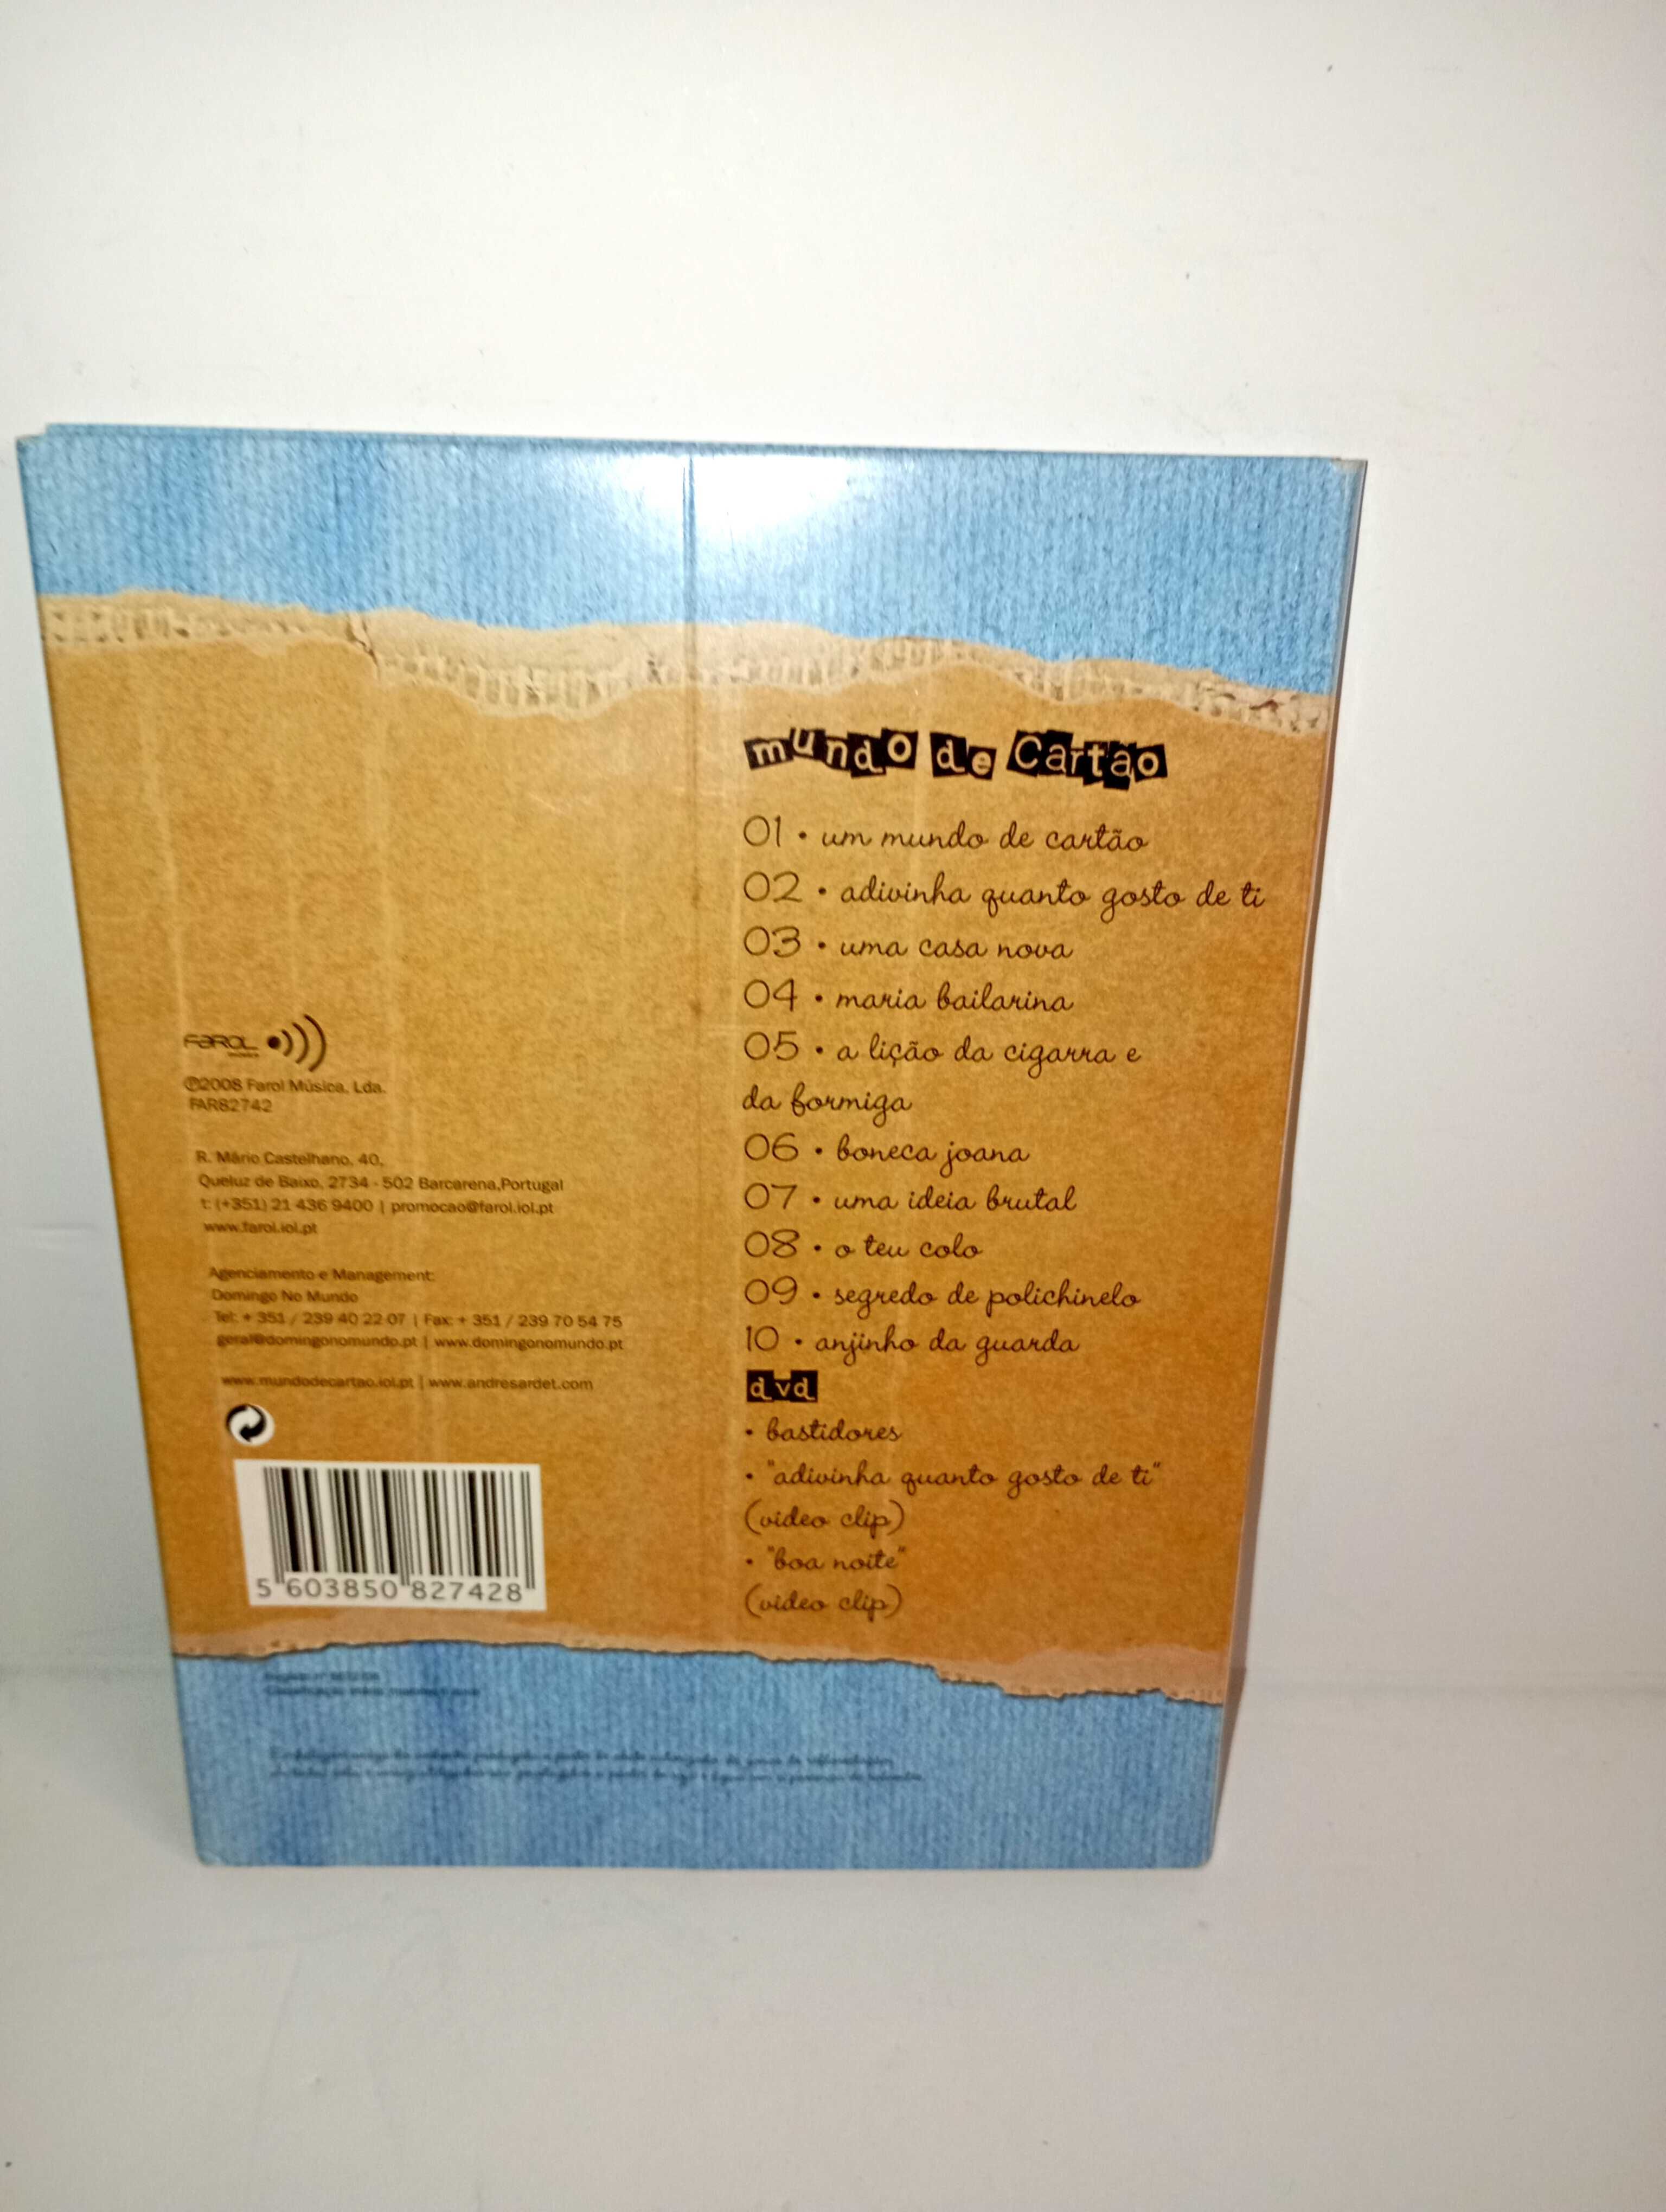 FAROL
MÚSICA
℗2008 Farol Música, Lda.
FAR82742
R. Mário Castelhano, 40,
Queluz de Baixo, 2734 - 502 Barcarena,Portugal
t: (+351) 21 436 9400 | promocao@farol.iol.pt
www.farol.iol.pt
Agenciamento e Management:
Domingo No Mundo
Tel: + 351 / 239 40 22 07 | Fax: + 351 / 239 70 54 75
geral@domingonomundo.pt | www.domingonomundo.pt
www.mundodecartao.iol.pt | www.andresardet.com
5 603850 827428
mundo de Cartão
01 • um mundo de cartão
02 • adivinha quanto gosto de ti
03 • uma casa nova
04 • maria bailarina
05 • a lição da cigarra e
da formiga
06 • boneca joana
07 • uma ideia brutal
08 • o teu colo
09 • segredo de polichinelo
10 • anjinho da guarda
dvd
• bastidores
• "adivinha quanto gosto de ti"
(video clip)
• "boa noite"
(video clip)